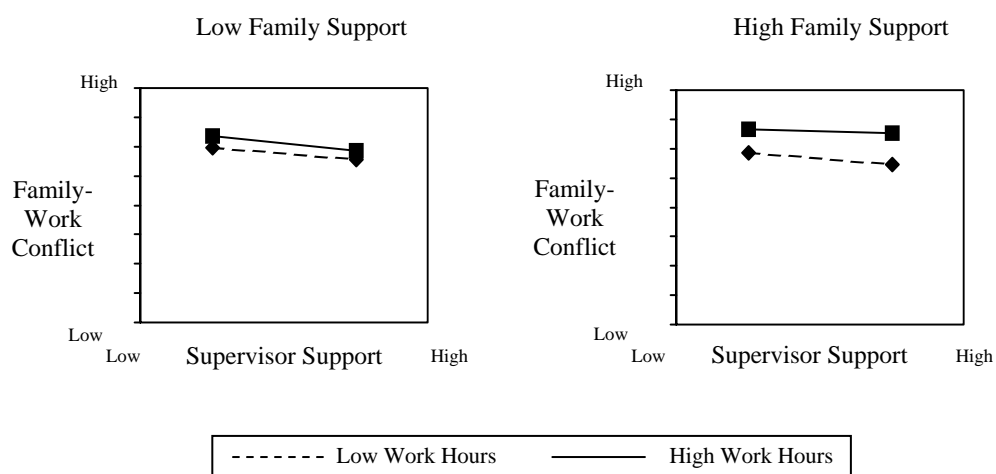 Low Family Support
High
Family-
Work
Conflict
Low
Low
Supervisor Support
High
High Family Support
High
Family-
Work
Conflict
Low
Low
Supervisor Support
High
Low Work Hours
High Work Hours